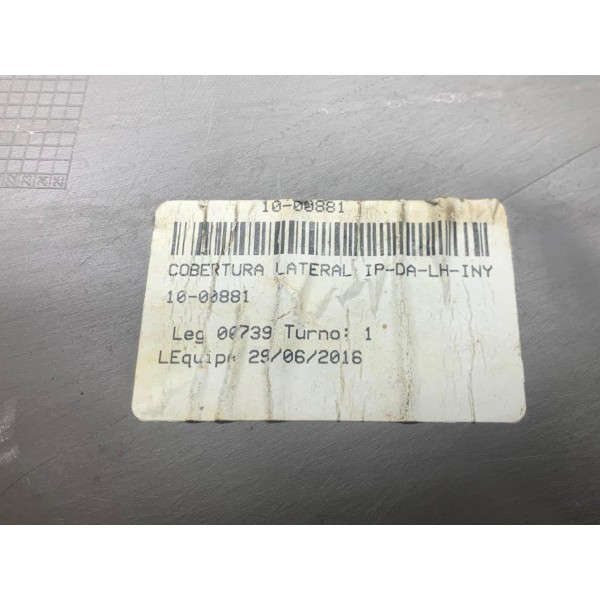 10-00881
COBERTURA LATERAL IP-DA-LH-INY
10-00881
Leg 00739 Turno: 1
LEquipo 29/06/2016